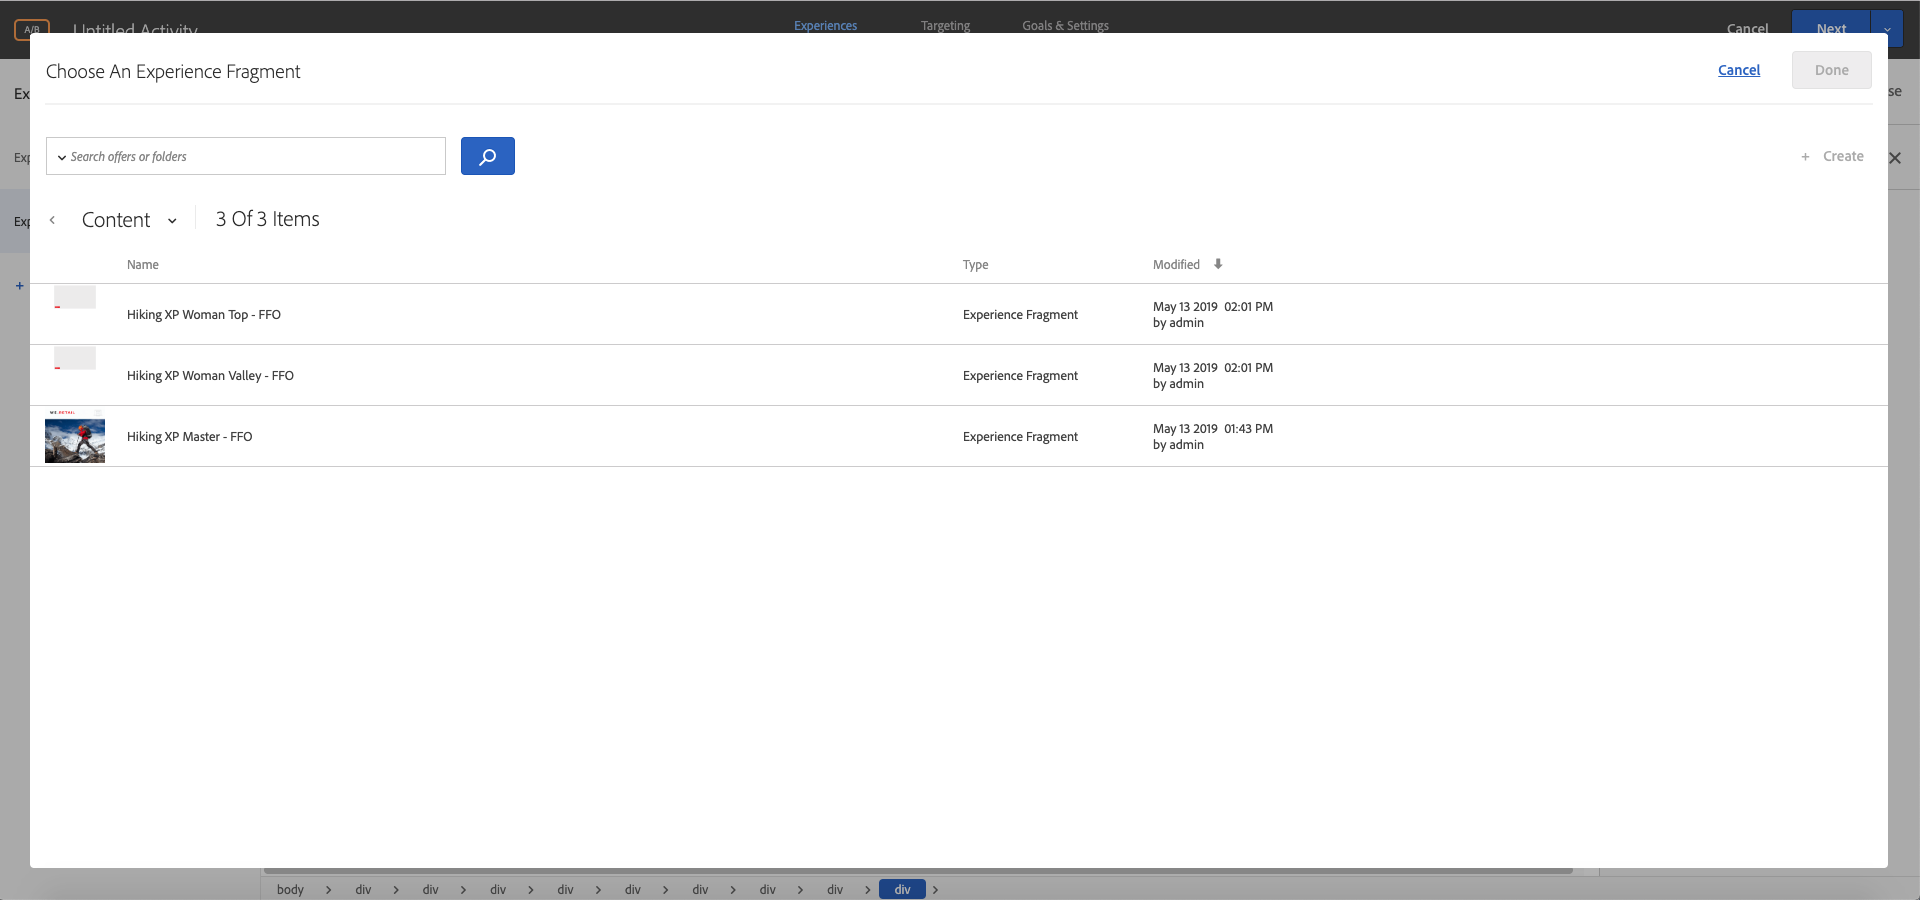 A/B
Untitled Activity
Experiences
Targeting
Goals & Settings
Cancel
Next
Choose An Experience Fragment
Cancel
Done
Ex
se
Search offers or folders
+ Create
Exp
Content
3 Of 3 Items
Exp
Name
Type
Modified
+
Hiking XP Woman Top - FFO
Experience Fragment
May 13 2019 02:01 PM
by admin
Hiking XP Woman Valley - FFO
Experience Fragment
May 13 2019 02:01 PM
by admin
WE.RETAIL
Hiking XP Master - FFO
Experience Fragment
May 13 2019 01:43 PM
by admin
body > div > div > div > div > div > div > div > div > div >